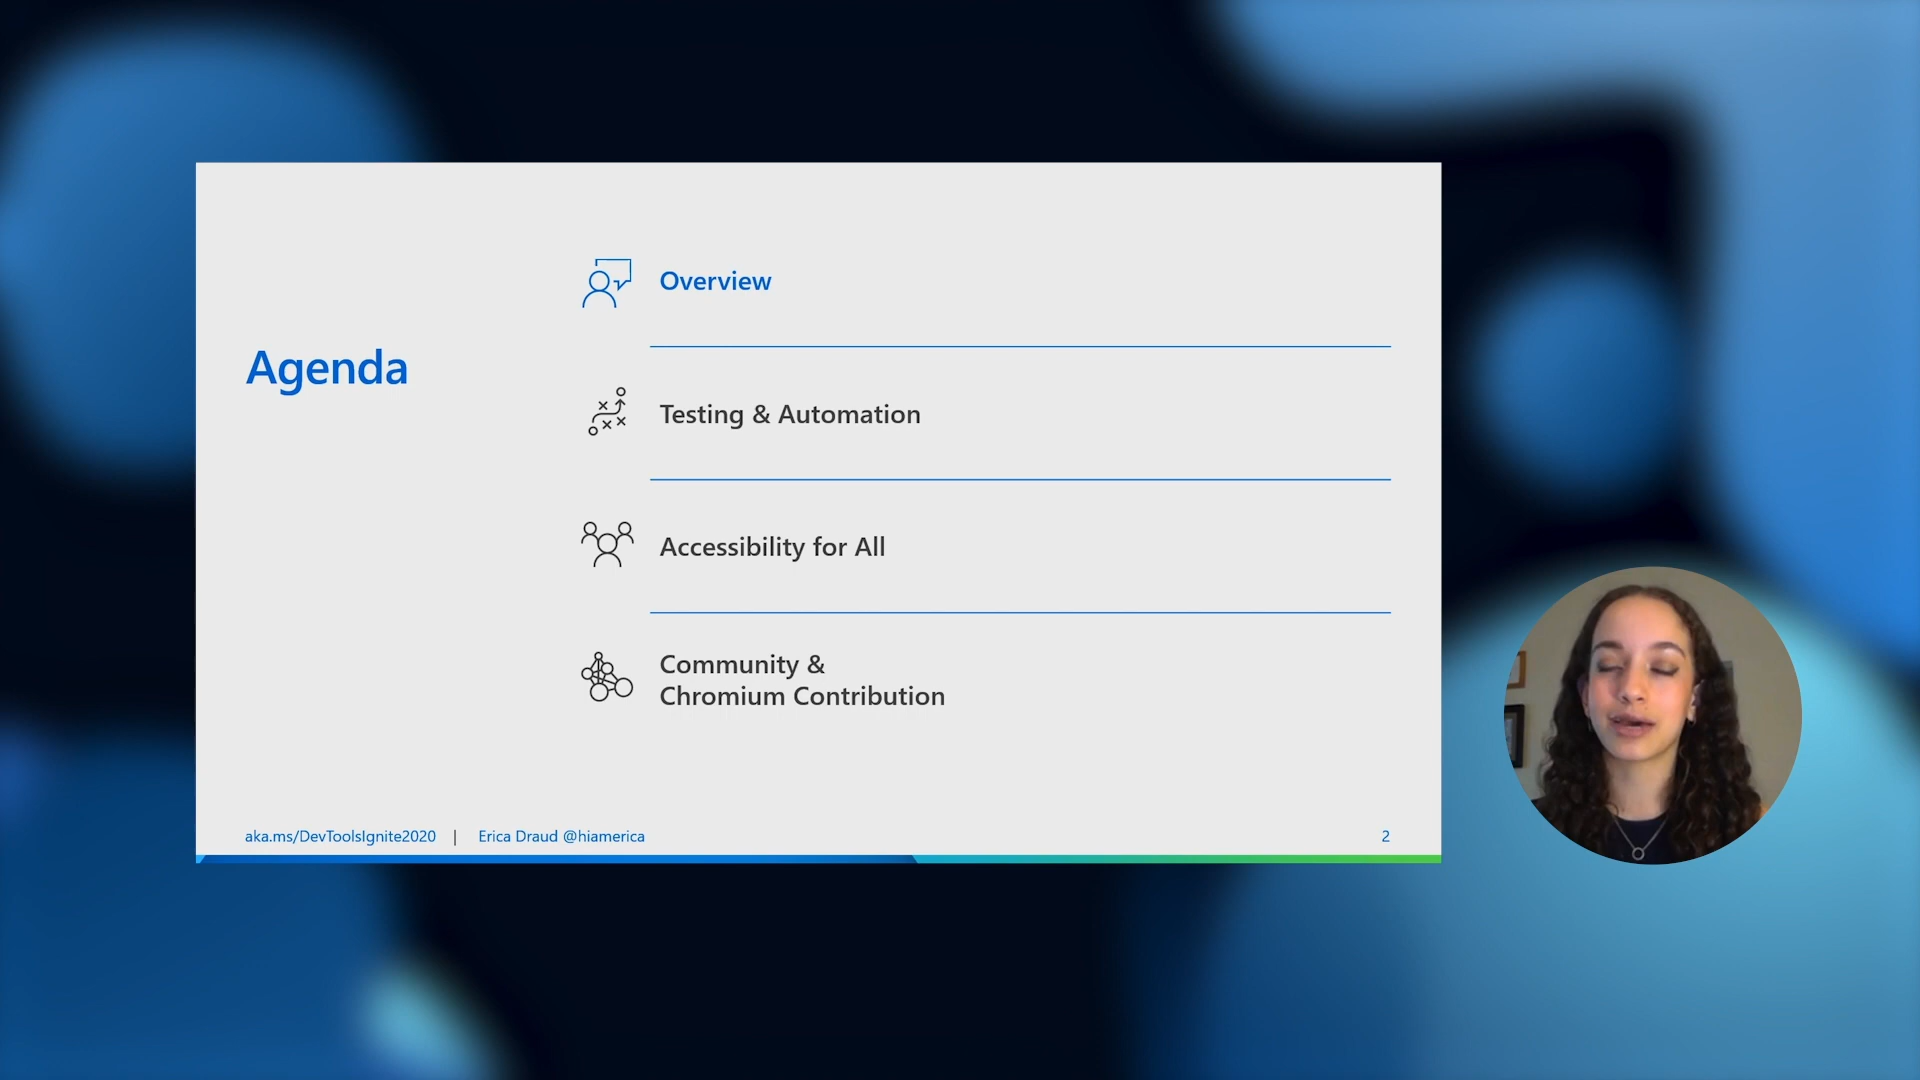 Agenda
Overview
Testing & Automation
Accessibility for All
Community &
Chromium Contribution
aka.ms/DevToolsIgnite2020 | Erica Draud @hiamerica
2